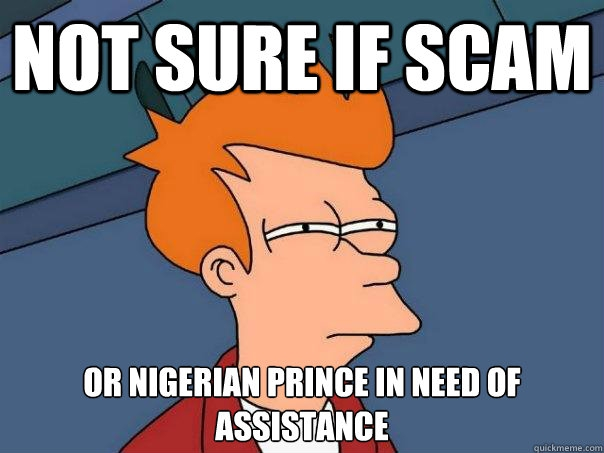 NOT SURE IF SCAM
OR NIGERIAN PRINCE IN NEED OF
ASSISTANCE
quickmeme.com